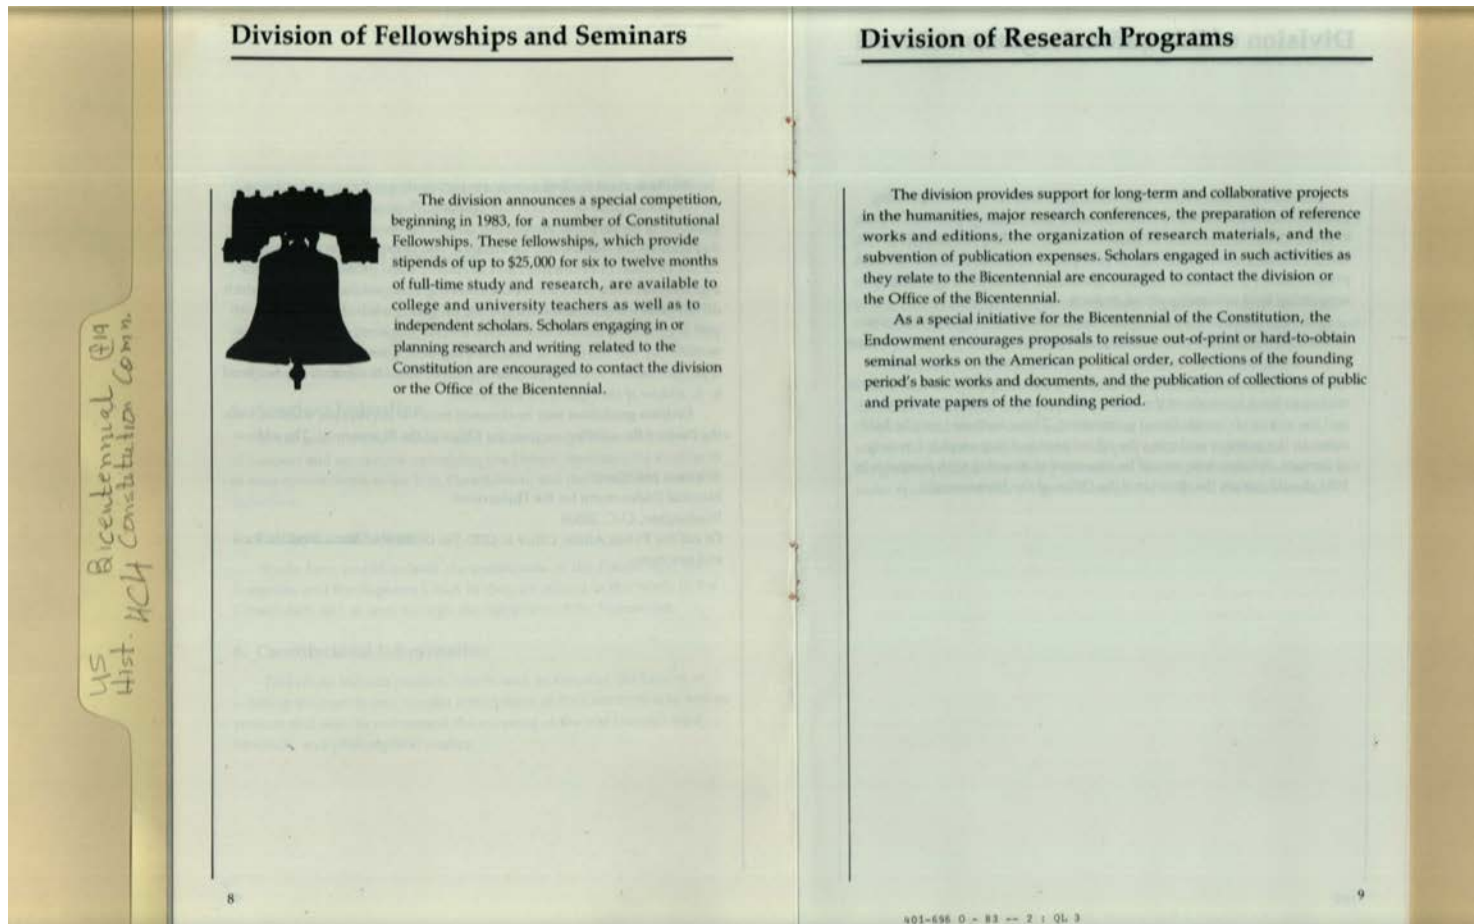 Division of Fellowships and Seminars
The division announces a special competition,
beginning in 1983, for a number of Constitutional
Fellowships. These fellowships, which provide
stipends of up to $25,000 for six to twelve months
of full-time study and research, are available to
college and university teachers as well as to
independent scholars. Scholars engaging in or
planning research and writing related to the
Constitution are encouraged to contact the division
or the Office of the Bicentennial.
8
Division of Research Programs
The division provides support for long-term and collaborative projects
in the humanities, major research conferences, the preparation of reference
works and editions, the organization of research materials, and the
subvention of publication expenses. Scholars engaged in such activities as
they relate to the Bicentennial are encouraged to contact the division or
the Office of the Bicentennial.
As a special initiative for the Bicentennial of the Constitution, the
Endowment encourages proposals to reissue out-of-print or hard-to-obtain
seminal works on the American political order, collections of the founding
period's basic works and documents, and the publication of collections of public
and private papers of the founding period.
9
401-696 O - 83 -- 2 : QL 3
US Bicentennial
Hist. Constitution Comn.